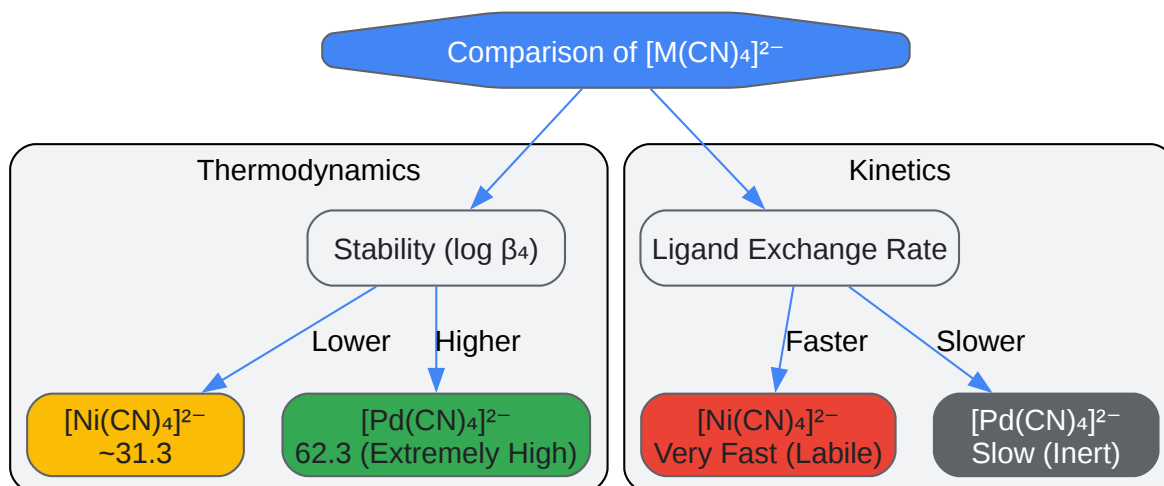 Comparison of [M(CN)₄]²⁻
Thermodynamics
Kinetics
Stability (log β₄)
Ligand Exchange Rate
Lower
Higher
Faster
Slower
[Ni(CN)₄]²⁻
~31.3
[Pd(CN)₄]²⁻
62.3 (Extremely High)
[Ni(CN)₄]²⁻
Very Fast (Labile)
[Pd(CN)₄]²⁻
Slow (Inert)